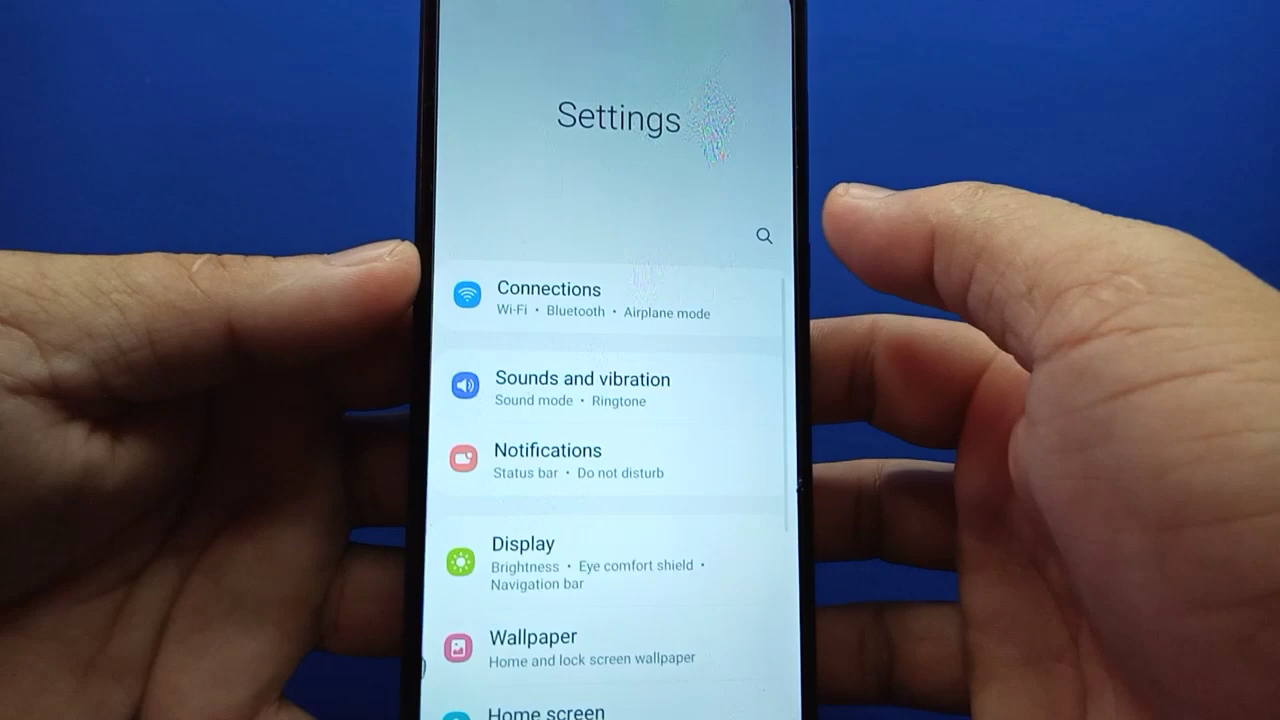 Settings
Connections
Wi-Fi • Bluetooth • Airplane mode
Sounds and vibration
Sound mode • Ringtone
Notifications
Status bar • Do not disturb
Display
Brightness • Eye comfort shield •
Navigation bar
Wallpaper
Home and lock screen wallpaper
Home screen